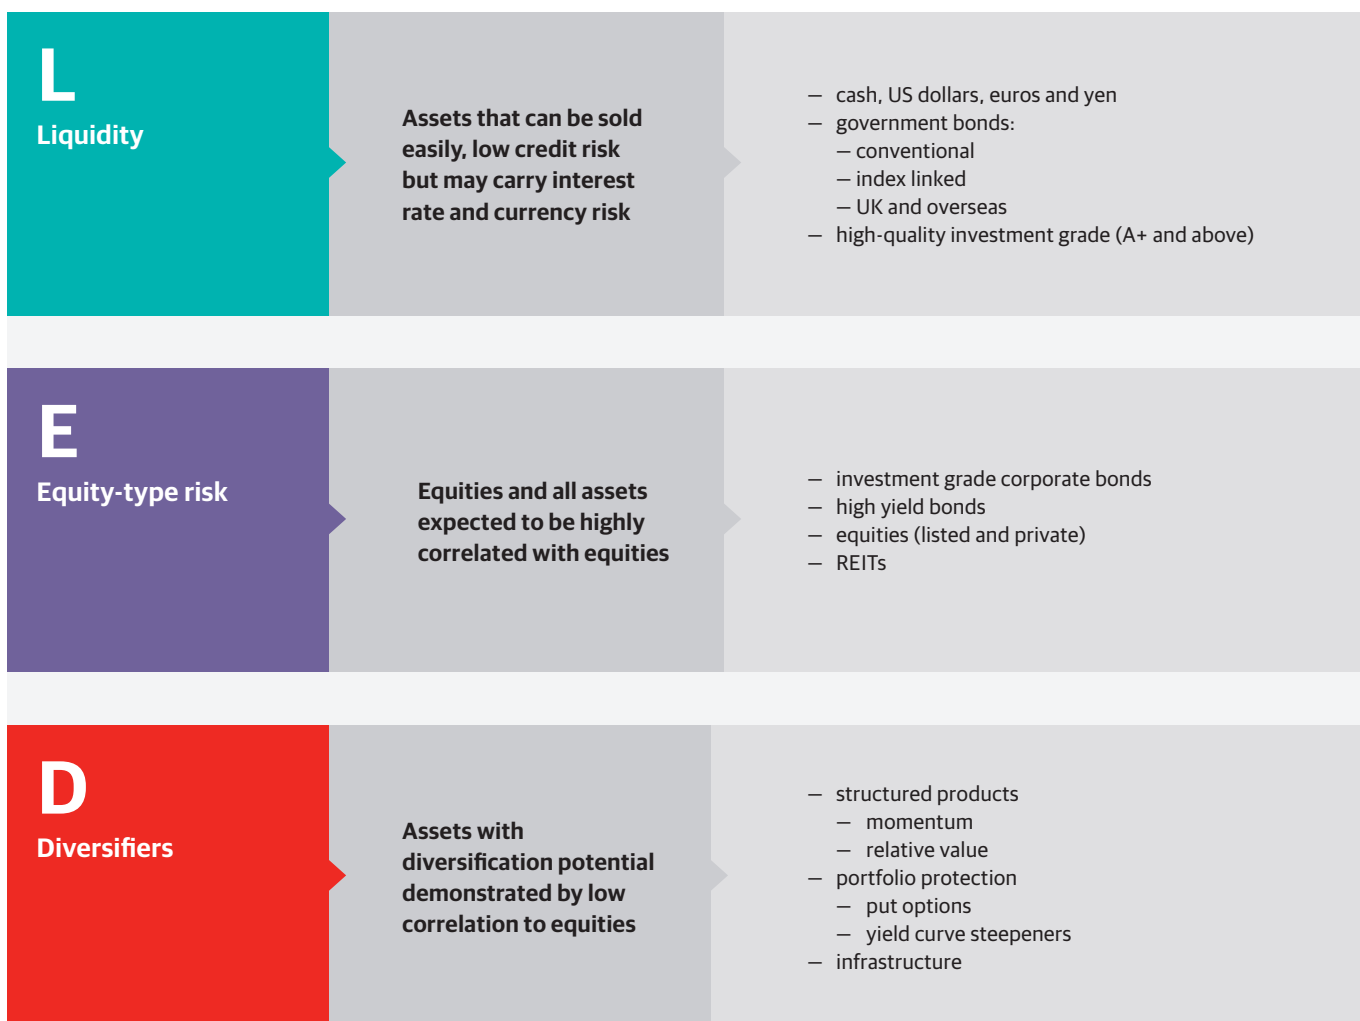 L
Liquidity
Assets that can be sold
easily, low credit risk
but may carry interest
rate and currency risk
— cash, US dollars, euros and yen
— government bonds:
— conventional
— index linked
— UK and overseas
— high-quality investment grade (A+ and above)
E
Equity-type risk
Equities and all assets
expected to be highly
correlated with equities
— investment grade corporate bonds
— high yield bonds
— equities (listed and private)
— REITs
D
Diversifiers
Assets with
diversification potential
demonstrated by low
correlation to equities
— structured products
— momentum
— relative value
— portfolio protection
— put options
— yield curve steepeners
— infrastructure